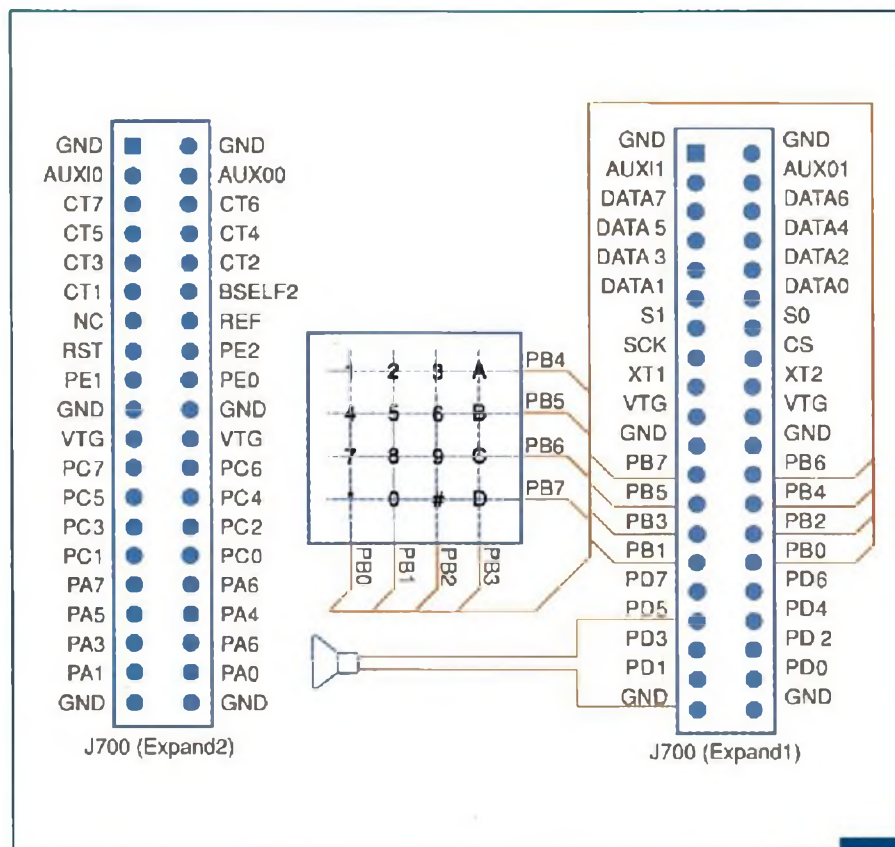 GND GND
AUXI0 AUX00
CT7 CT6
CT5 CT4
CT3 CT2
CT1 BSELF2
NC REF
RST PE2
PE1 PE0
GND GND
VTG VTG
PC7 PC6
PC5 PC4
PC3 PC2
PC1 PC0
PA7 PA6
PA5 PA4
PA3 PA6
PA1 PA0
GND GND
J700 (Expand2)
1 2 3 A PB4
4 5 6 B PB5
7 8 9 C PB6
* 0 # D PB7
PB0 PB1 PB2 PB3
GND GND
AUXI1 AUX01
DATA7 DATA6
DATA 5 DATA4
DATA 3 DATA2
DATA1 DATA0
S1 S0
SCK CS
XT1 XT2
VTG VTG
GND GND
PB7 PB6
PB5 PB4
PB3 PB2
PB1 PB0
PD7 PD6
PD5 PD4
PD3 PD 2
PD1 PD0
GND GND
J700 (Expand1)